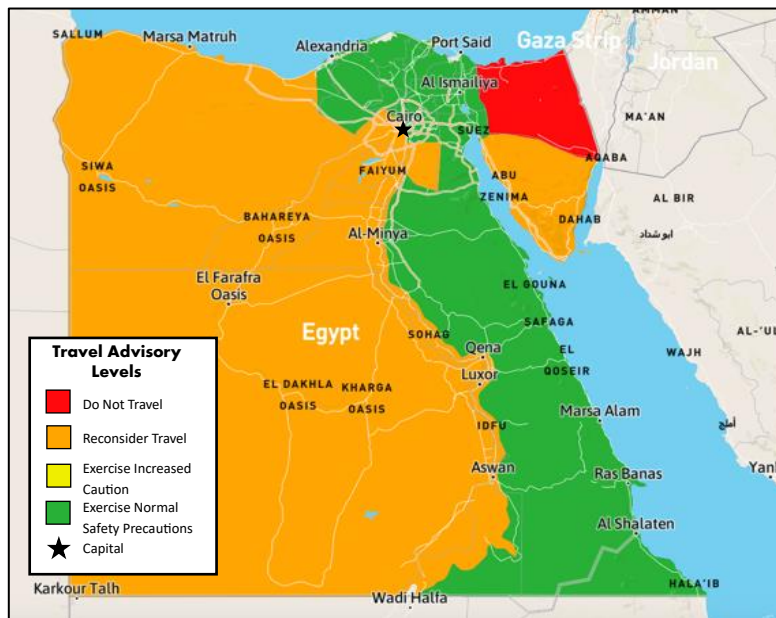 AMMAN
SALLUM
Marsa Matruh
Alexandria
Port Said
Gaza Strip
Jordan
Al Ismailiya
Cairo
SUEZ
MA'AN
SIWA
OASIS
FAIYUM
ABU
ZENIMA
AQABA
AL BIR
BAHAREYA
OASIS
Al-Minya
DAHAB
ابو شداد
El Farafra
Oasis
EL GOUNA
Egypt
SOHAG
SAFAGA
AL-'UL
Qena
EL
QOSEIR
WAJH
Luxor
EL DAKHLA
OASIS
KHARGA
OASIS
Marsa Alam
أملج
IDFU
Aswan
Ras Banas
Yan
Al Shalaten
HALA'IB
Karkour Talh
Wadi Halfa
Travel Advisory
Levels
Do Not Travel
Reconsider Travel
Exercise Increased
Caution
Exercise Normal
Safety Precautions
Capital